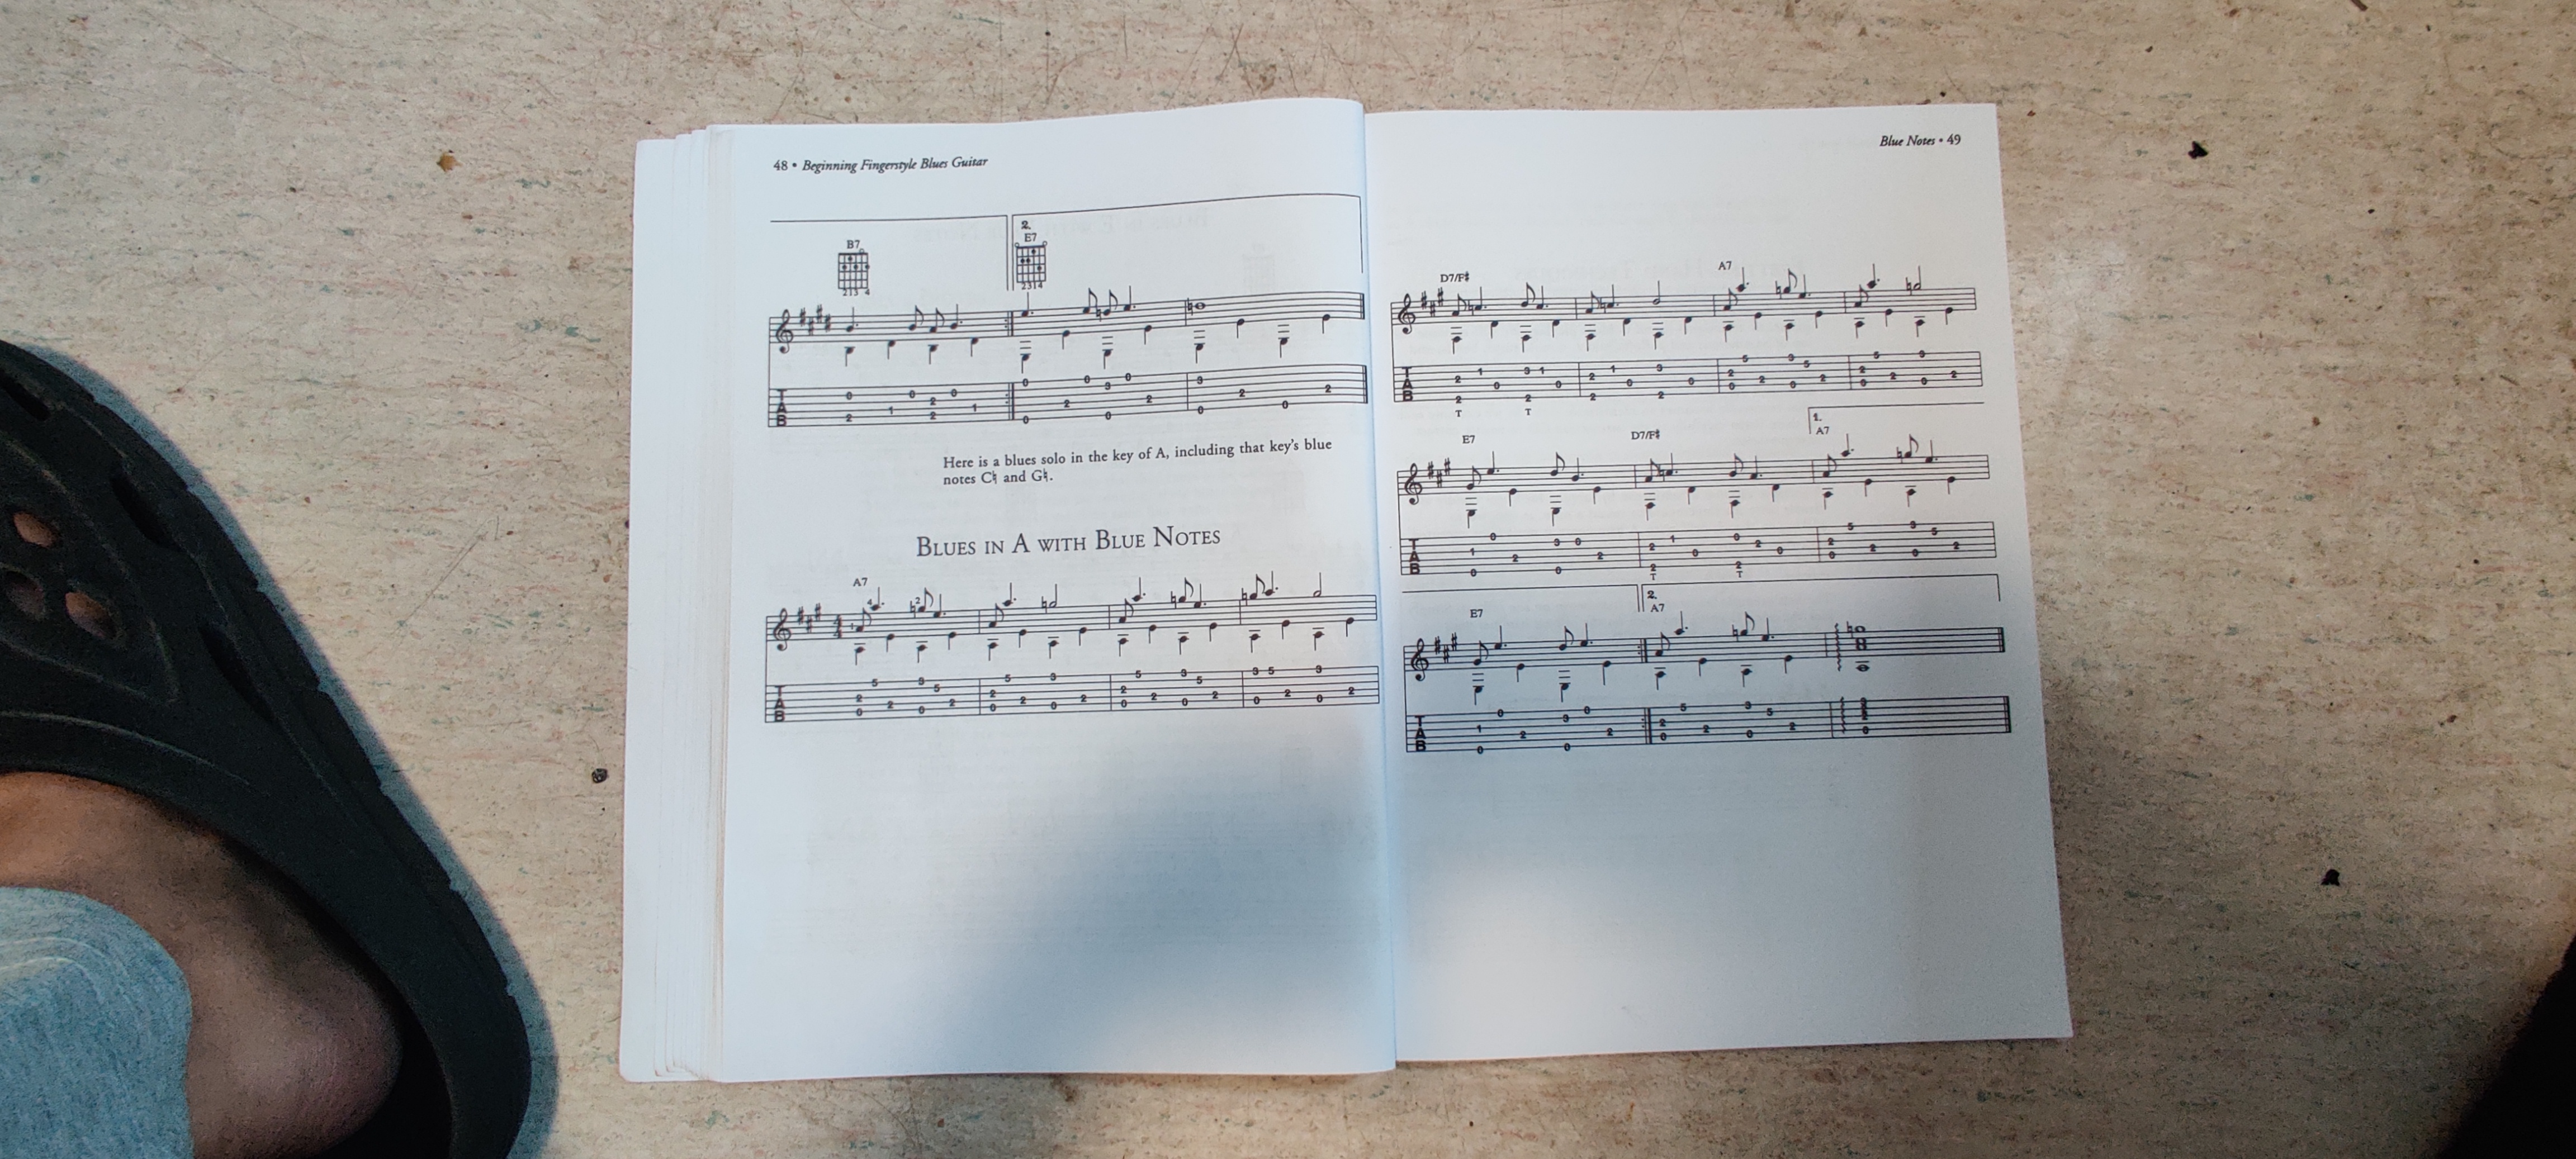 48 • Beginning Fingerstyle Blues Guitar
2.
B7
E7
213 4
2314
Here is a blues solo in the key of A, including that key's blue
notes C♮ and G♮.
BLUES IN A WITH BLUE NOTES
A7
Blue Notes • 49
D7/F♯
A7
T
T
1.
E7
D7/F♯
A7
T
T
2.
E7
A7